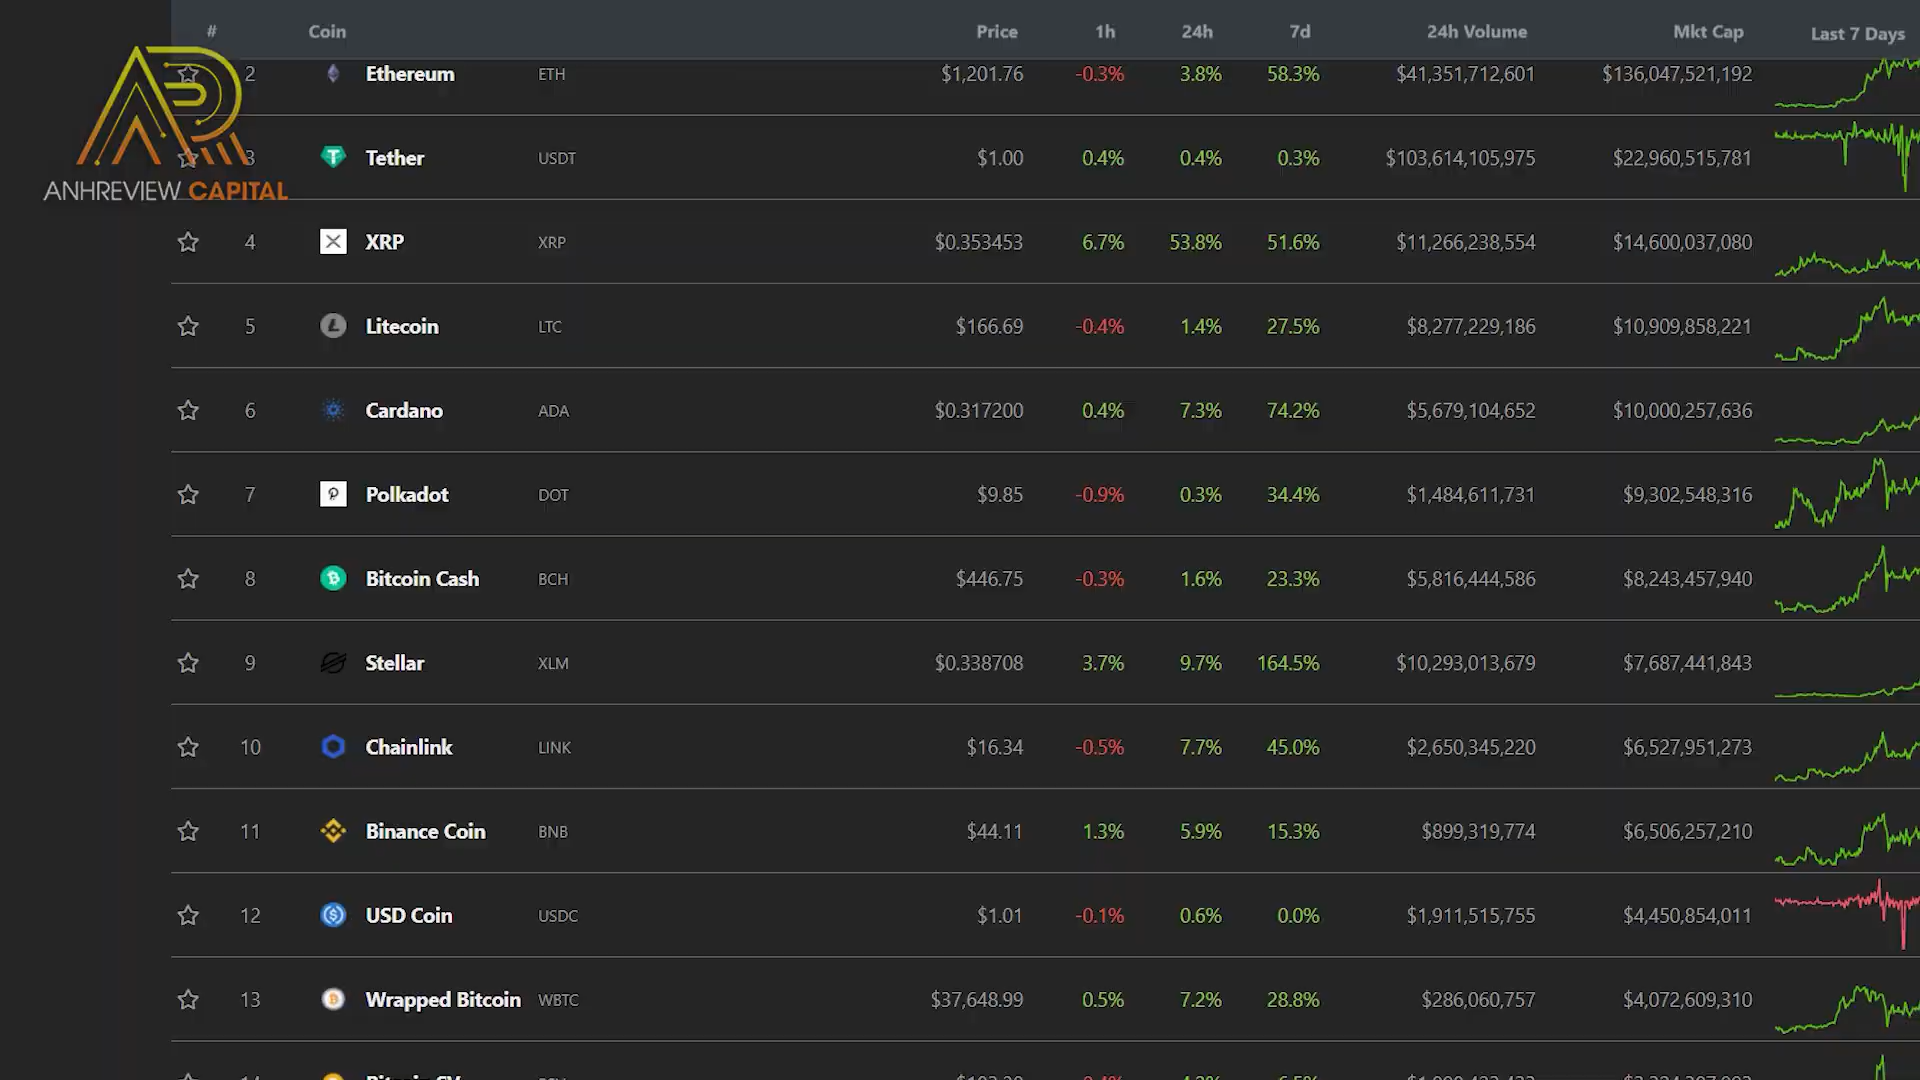 # Coin Price 1h 24h 7d 24h Volume Mkt Cap Last 7 Days
2 Ethereum ETH $1,201.76 -0.3% 3.8% 58.3% $41,351,712,601 $136,047,521,192
3 Tether USDT $1.00 0.4% 0.4% 0.3% $103,614,105,975 $22,960,515,781
ANHREVIEW CAPITAL
4 XRP XRP $0.353453 6.7% 53.8% 51.6% $11,266,238,554 $14,600,037,080
5 Litecoin LTC $166.69 -0.4% 1.4% 27.5% $8,277,229,186 $10,909,858,221
6 Cardano ADA $0.317200 0.4% 7.3% 74.2% $5,679,104,652 $10,000,257,636
7 Polkadot DOT $9.85 -0.9% 0.3% 34.4% $1,484,611,731 $9,302,548,316
8 Bitcoin Cash BCH $446.75 -0.3% 1.6% 23.3% $5,816,444,586 $8,243,457,940
9 Stellar XLM $0.338708 3.7% 9.7% 164.5% $10,293,013,679 $7,687,441,843
10 Chainlink LINK $16.34 -0.5% 7.7% 45.0% $2,650,345,220 $6,527,951,273
11 Binance Coin BNB $44.11 1.3% 5.9% 15.3% $899,319,774 $6,506,257,210
12 USD Coin USDC $1.01 -0.1% 0.6% 0.0% $1,911,515,755 $4,450,854,011
13 Wrapped Bitcoin WBTC $37,648.99 0.5% 7.2% 28.8% $286,060,757 $4,072,609,310